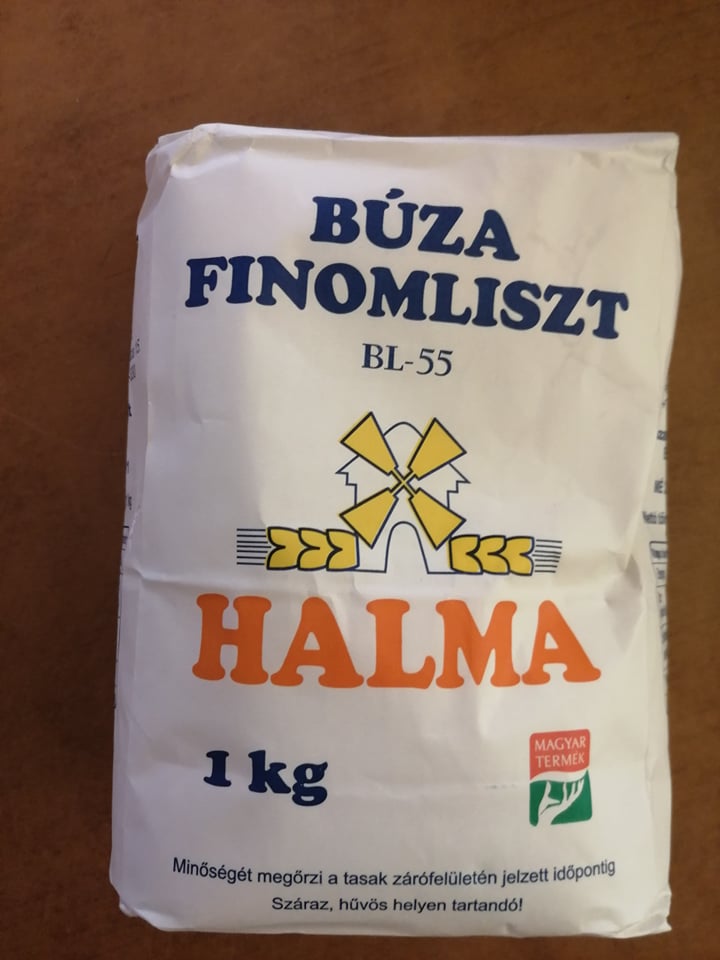 BÚZA
FINOMLISZT
BL-55
HALMA
1 kg
MAGYAR
TERMÉK
Minőségét megőrzi a tasak zárófelületén jelzett időpontig
Száraz, hűvös helyen tartandó!